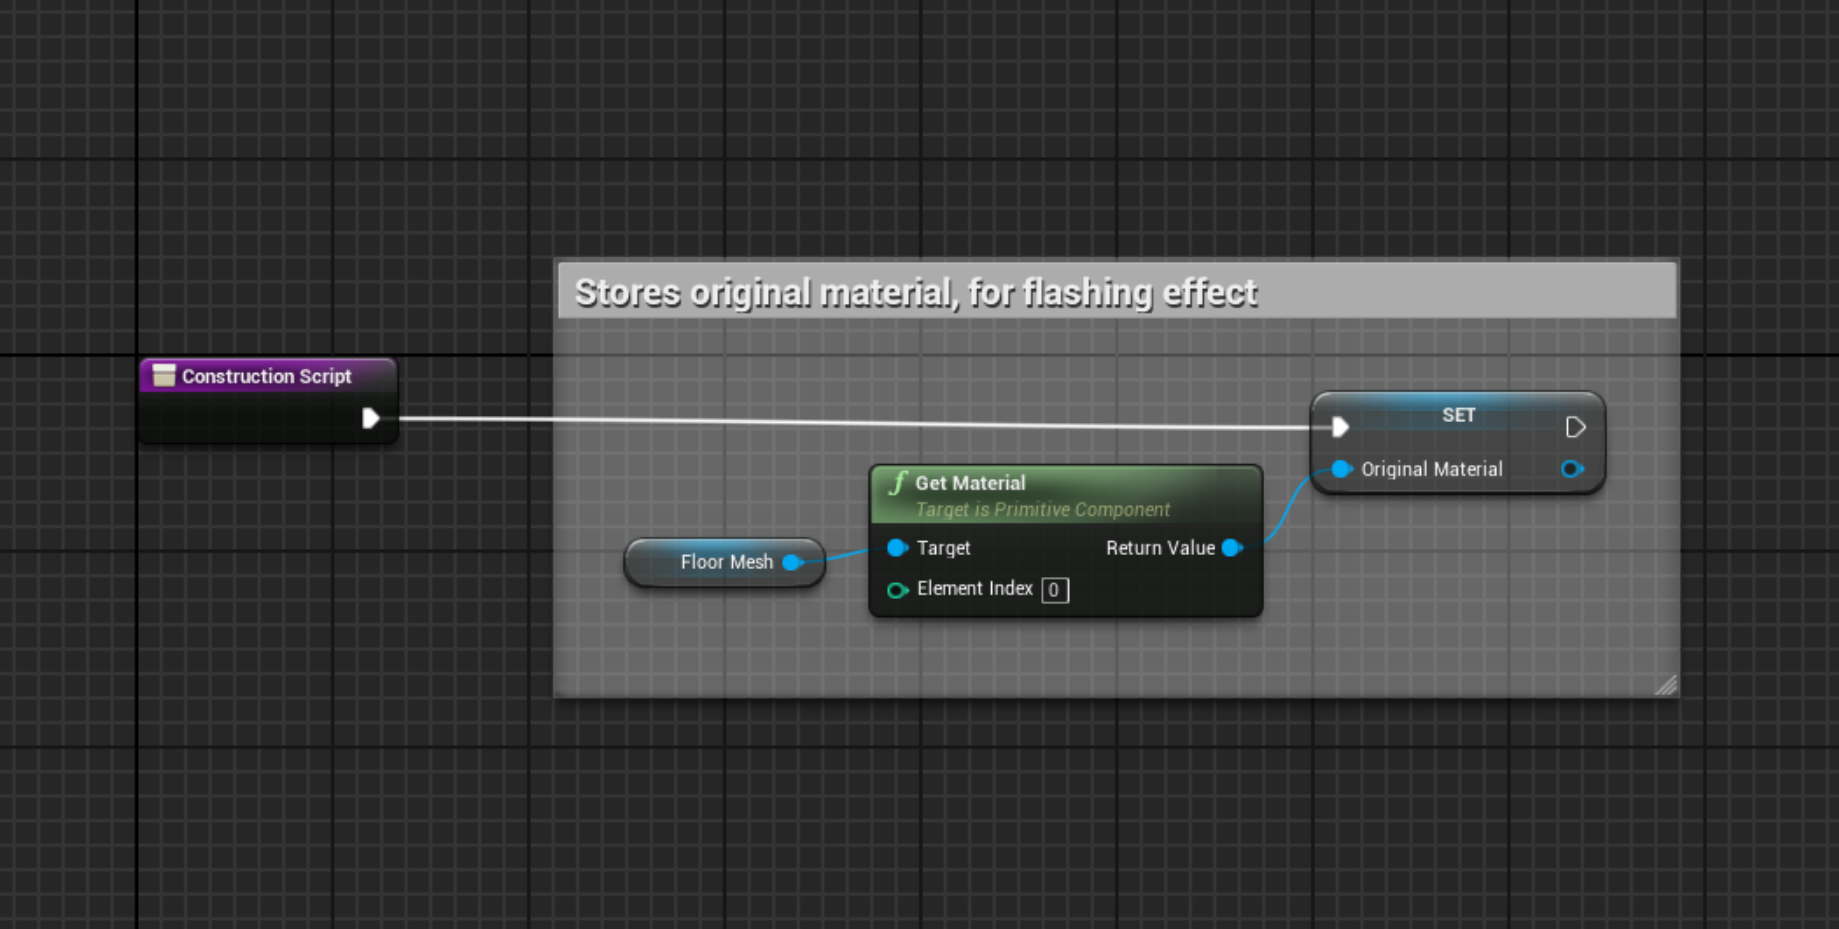 Stores original material, for flashing effect
Construction Script
SET
Original Material
Get Material
Target is Primitive Component
Floor Mesh
Target
Return Value
Element Index 0